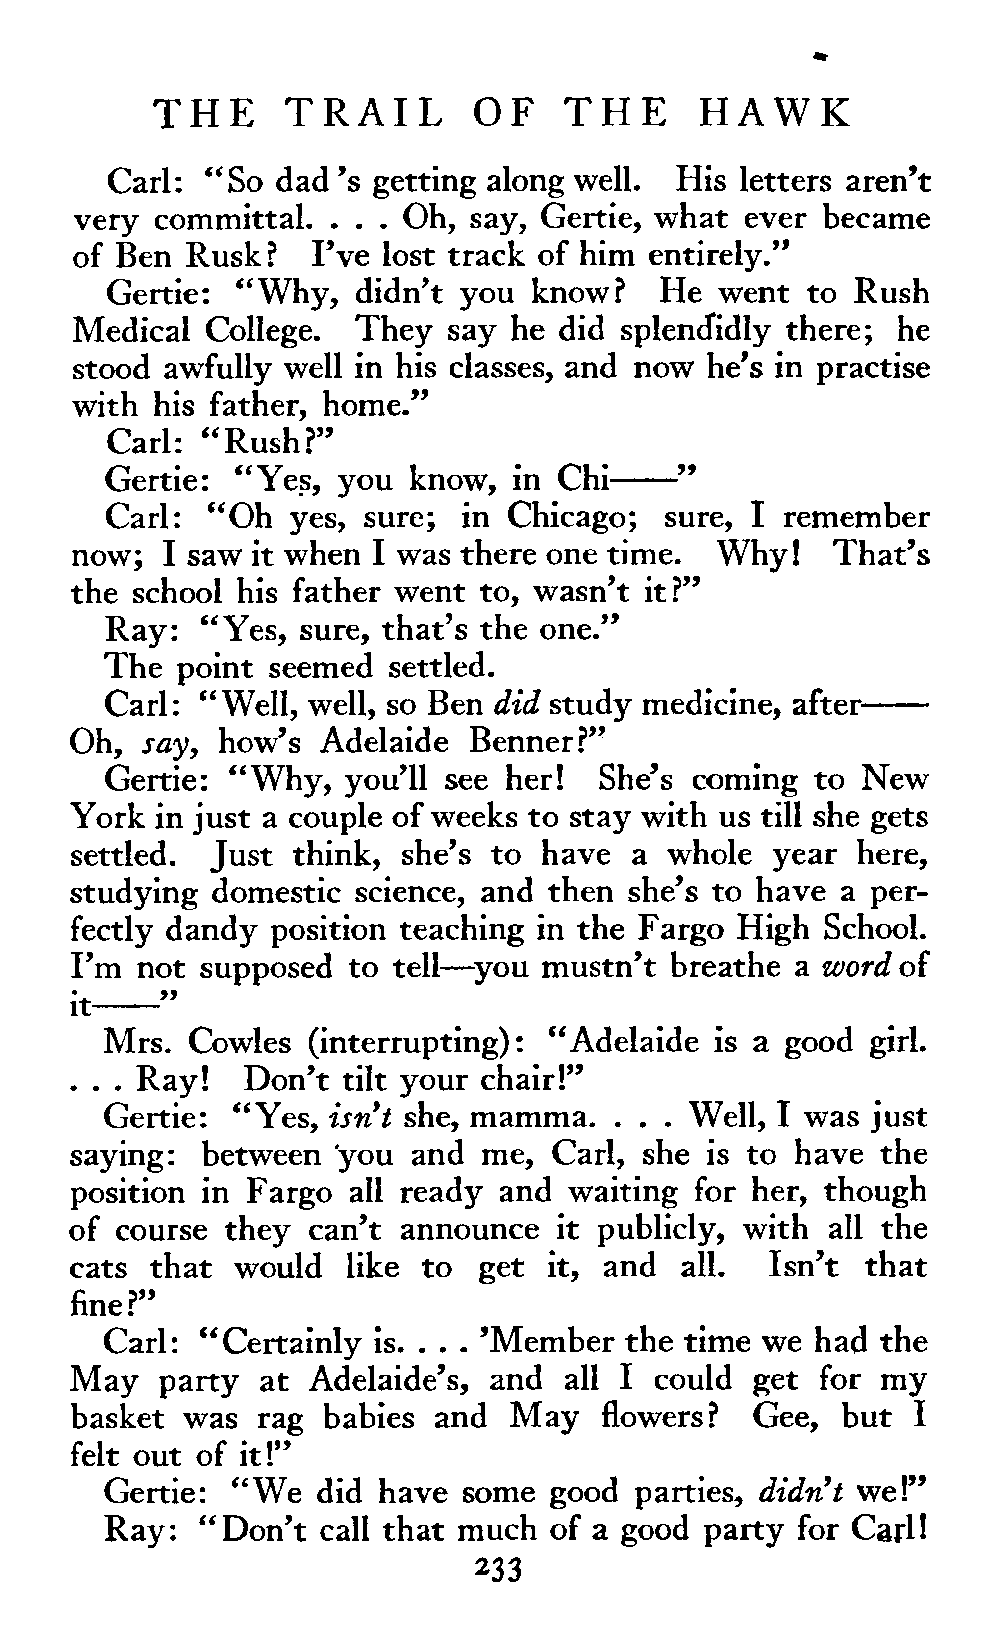 THE TRAIL OF THE HAWK
Carl: "So dad's getting along well. His letters aren't
very committal. . . . Oh, say, Gertie, what ever became
of Ben Rusk? I've lost track of him entirely."
Gertie: "Why, didn't you know? He went to Rush
Medical College. They say he did splendidly there; he
stood awfully well in his classes, and now he's in practise
with his father, home."
Carl: "Rush?"
Gertie: "Yes, you know, in Chi——"
Carl: "Oh yes, sure; in Chicago; sure, I remember
now; I saw it when I was there one time. Why! That's
the school his father went to, wasn't it?"
Ray: "Yes, sure, that's the one."
The point seemed settled.
Carl: "Well, well, so Ben did study medicine, after——
Oh, say, how's Adelaide Benner?"
Gertie: "Why, you'll see her! She's coming to New
York in just a couple of weeks to stay with us till she gets
settled. Just think, she's to have a whole year here,
studying domestic science, and then she's to have a per-
fectly dandy position teaching in the Fargo High School.
I'm not supposed to tell—you mustn't breathe a word of
it——"
Mrs. Cowles (interrupting): "Adelaide is a good girl.
. . . Ray! Don't tilt your chair!"
Gertie: "Yes, isn't she, mamma. . . . Well, I was just
saying: between you and me, Carl, she is to have the
position in Fargo all ready and waiting for her, though
of course they can't announce it publicly, with all the
cats that would like to get it, and all. Isn't that
fine?"
Carl: "Certainly is. . . . 'Member the time we had the
May party at Adelaide's, and all I could get for my
basket was rag babies and May flowers? Gee, but I
felt out of it!"
Gertie: "We did have some good parties, didn't we!"
Ray: "Don't call that much of a good party for Carl!
233